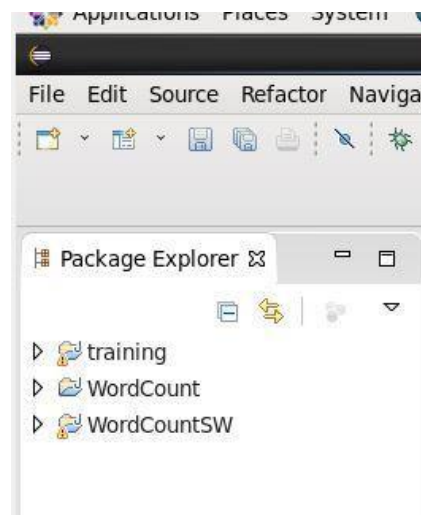 Applications Places System
File Edit Source Refactor Naviga
Package Explorer
training
WordCount
WordCountSW